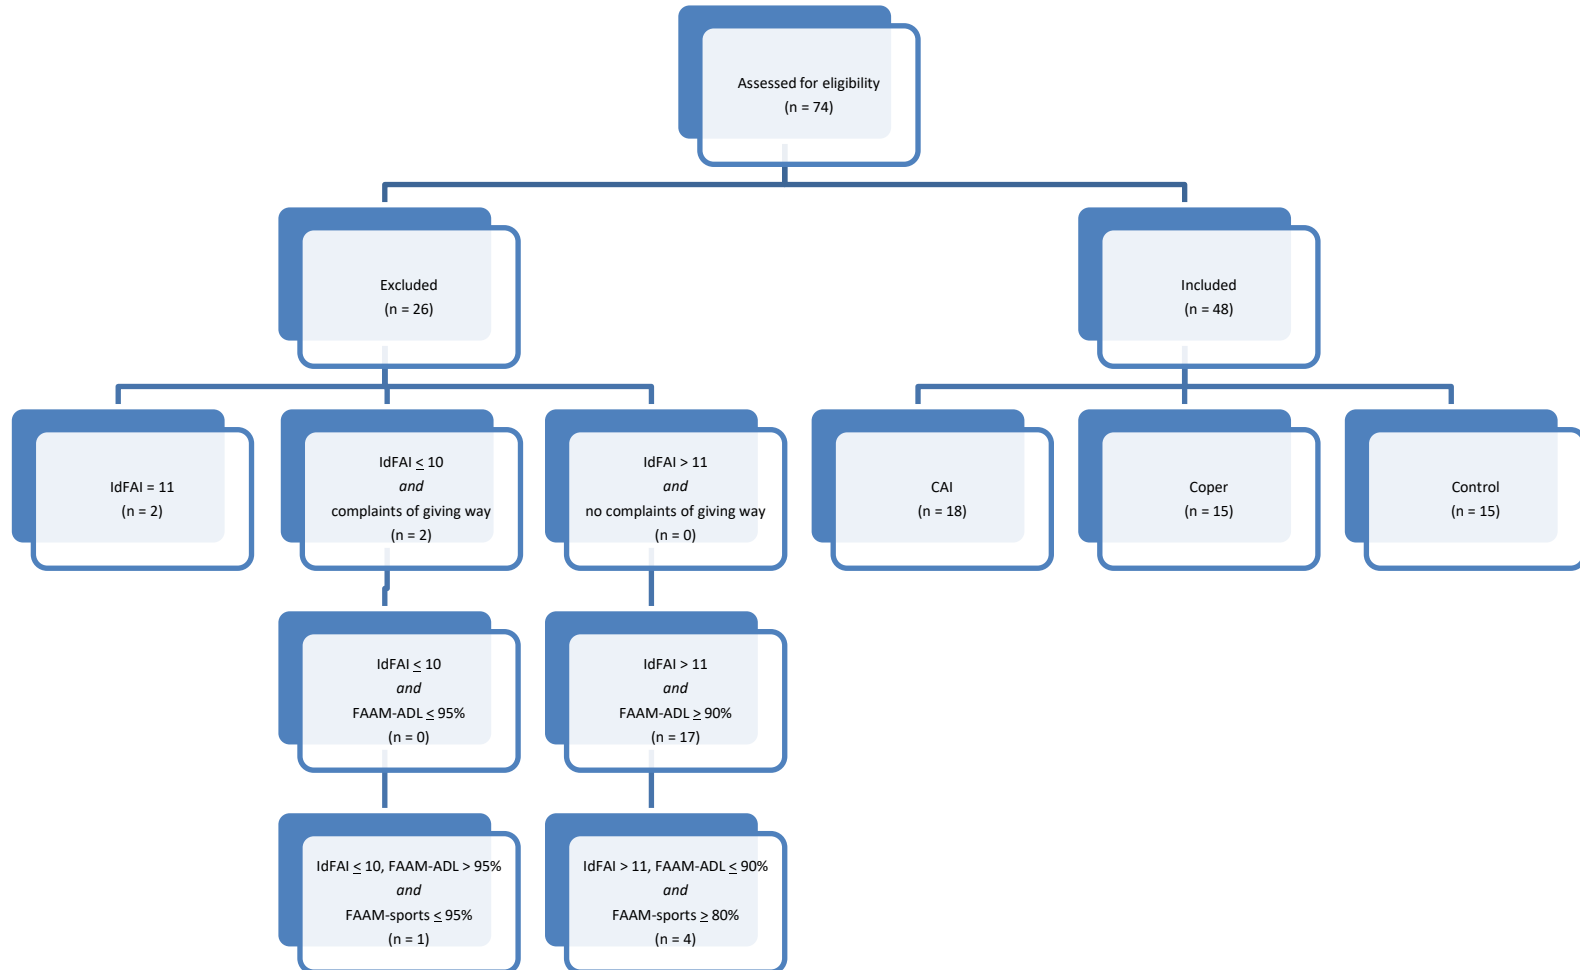 Assessed for eligibility
(n = 74)
Excluded
(n = 26)
Included
(n = 48)
IdFAI = 11
(n = 2)
IdFAI ≤ 10
and
complaints of giving way
(n = 2)
IdFAI > 11
and
no complaints of giving way
(n = 0)
CAI
(n = 18)
Coper
(n = 15)
Control
(n = 15)
IdFAI ≤ 10
and
FAAM-ADL ≤ 95%
(n = 0)
IdFAI > 11
and
FAAM-ADL ≥ 90%
(n = 17)
IdFAI ≤ 10, FAAM-ADL > 95%
and
FAAM-sports ≤ 95%
(n = 1)
IdFAI > 11, FAAM-ADL ≤ 90%
and
FAAM-sports ≥ 80%
(n = 4)